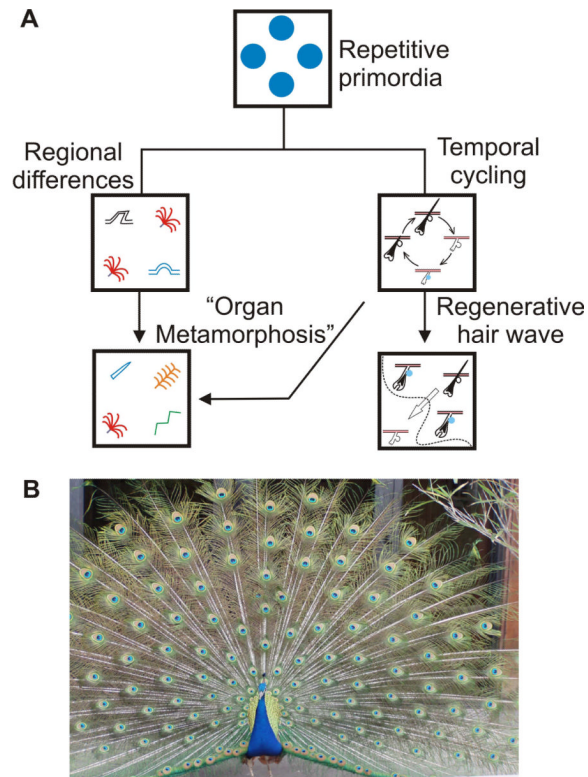 A
Repetitive
primordia
Regional
differences
Temporal
cycling
“Organ
Metamorphosis”
Regenerative
hair wave
B